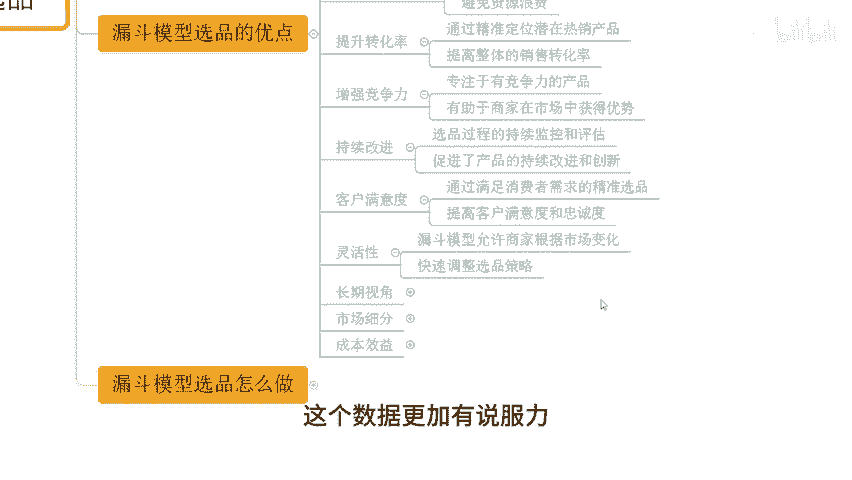 选品
避免资源浪费
漏斗模型选品的优点
提升转化率
通过精准定位潜在热销产品
提高整体的销售转化率
增强竞争力
专注于有竞争力的产品
有助于商家在市场中获得优势
持续改进
选品过程的持续监控和评估
促进了产品的持续改进和创新
客户满意度
通过满足消费者需求的精准选品
提高客户满意度和忠诚度
灵活性
漏斗模型允许商家根据市场变化
快速调整选品策略
长期视角
市场细分
成本效益
漏斗模型选品怎么做
这个数据更加有说服力